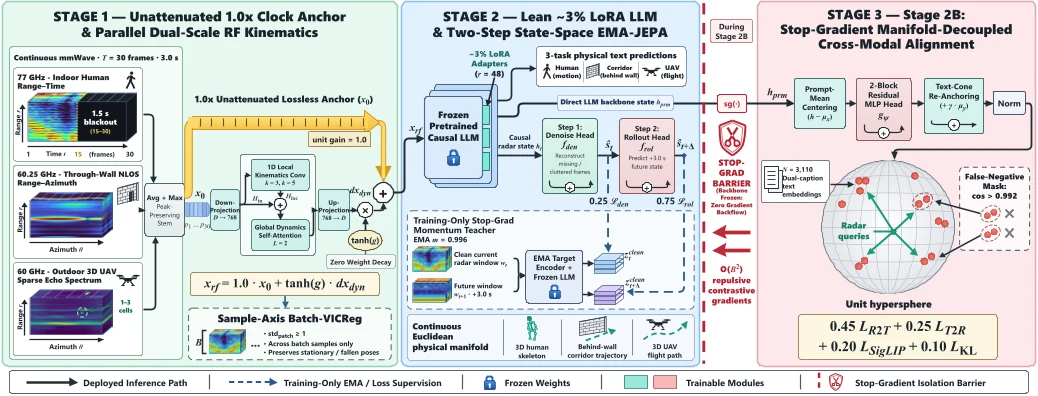 STAGE 1 — Unattenuated 1.0x Clock Anchor
& Parallel Dual-Scale RF Kinematics
Continuous mmWave · T = 30 frames · 3.0 s
77 GHz - Indoor Human
Range–Time
Range r
1.5 s
blackout
(15–30)
1 Time t 15 (frames) 30
60.25 GHz - Through-Wall NLOS
Range–Azimuth
Range r
Azimuth θ
60 GHz - Outdoor 3D UAV
Sparse Echo Spectrum
Range r
1–3
cells
Azimuth θ
Avg + Max
Peak-
Preserving
Stem
1.0x Unattenuated Lossless Anchor (x0)
unit gain = 1.0
x0
Down-
Projection
D → 768
1D Local
Kinematics Conv
k = 3, k = 5
Hin
Hloc
Global Dynamics
Self-Attention
L = 2
Up-
Projection
768 → D
dxdyn
tanh(g)
Zero Weight Decay
xrf = 1.0 · x0 + tanh(g) · dxdyn
Sample-Axis Batch-VICReg
B
• stdpatch ≥ 1
• Across batch samples only
• Preserves stationary / fallen poses
STAGE 2 — Lean ~3% LoRA LLM
& Two-Step State-Space EMA-JEPA
~3% LoRA
Adapters
(r = 48)
3-task physical text predictions
Human
(motion)
Corridor
(behind wall)
UAV
(flight)
Direct LLM backbone state hprm
xrf
Frozen
Pretrained
Causal LLM
Causal
radar state ht
Step 1:
Denoise Head
fden
Reconstruct
missing /
cluttered frames
ŝt
Step 2:
Rollout Head
frol
Predict +3.0 s
future state
ŝt+Δ
0.25 ℒden
0.75 ℒrol
Training-Only Stop-Grad
Momentum Teacher
EMA m = 0.996
Clean current
radar window wt
Future window
wt+1 · +3.0 s
EMA Target
Encoder +
Frozen LLM
Continuous
Euclidean
physical manifold
3D human
skeleton
Behind-wall
corridor trajectory
3D UAV
flight path
During
Stage 2B
sg(·)
STOP-
GRAD
BARRIER
(Backbone
Frozen:
Zero Gradient
Backflow)
O(B²)
repulsive
contrastive
gradients
STAGE 3 — Stage 2B:
Stop-Gradient Manifold-Decoupled
Cross-Modal Alignment
hprm
Prompt-
Mean
Centering
(h − μx)
2-Block
Residual
MLP Head
gψ
Text-Cone
Re-Anchoring
(+ γ · μy)
Norm
N = 3,110
Dual-caption
text
embeddings
Radar
queries
False-Negative
Mask:
cos > 0.992
Unit hypersphere
0.45 LR2T + 0.25 LT2R
+ 0.20 LSigLIP + 0.10 LKL
Deployed Inference Path
Training-Only EMA / Loss Supervision
Frozen Weights
Trainable Modules
Stop-Gradient Isolation Barrier